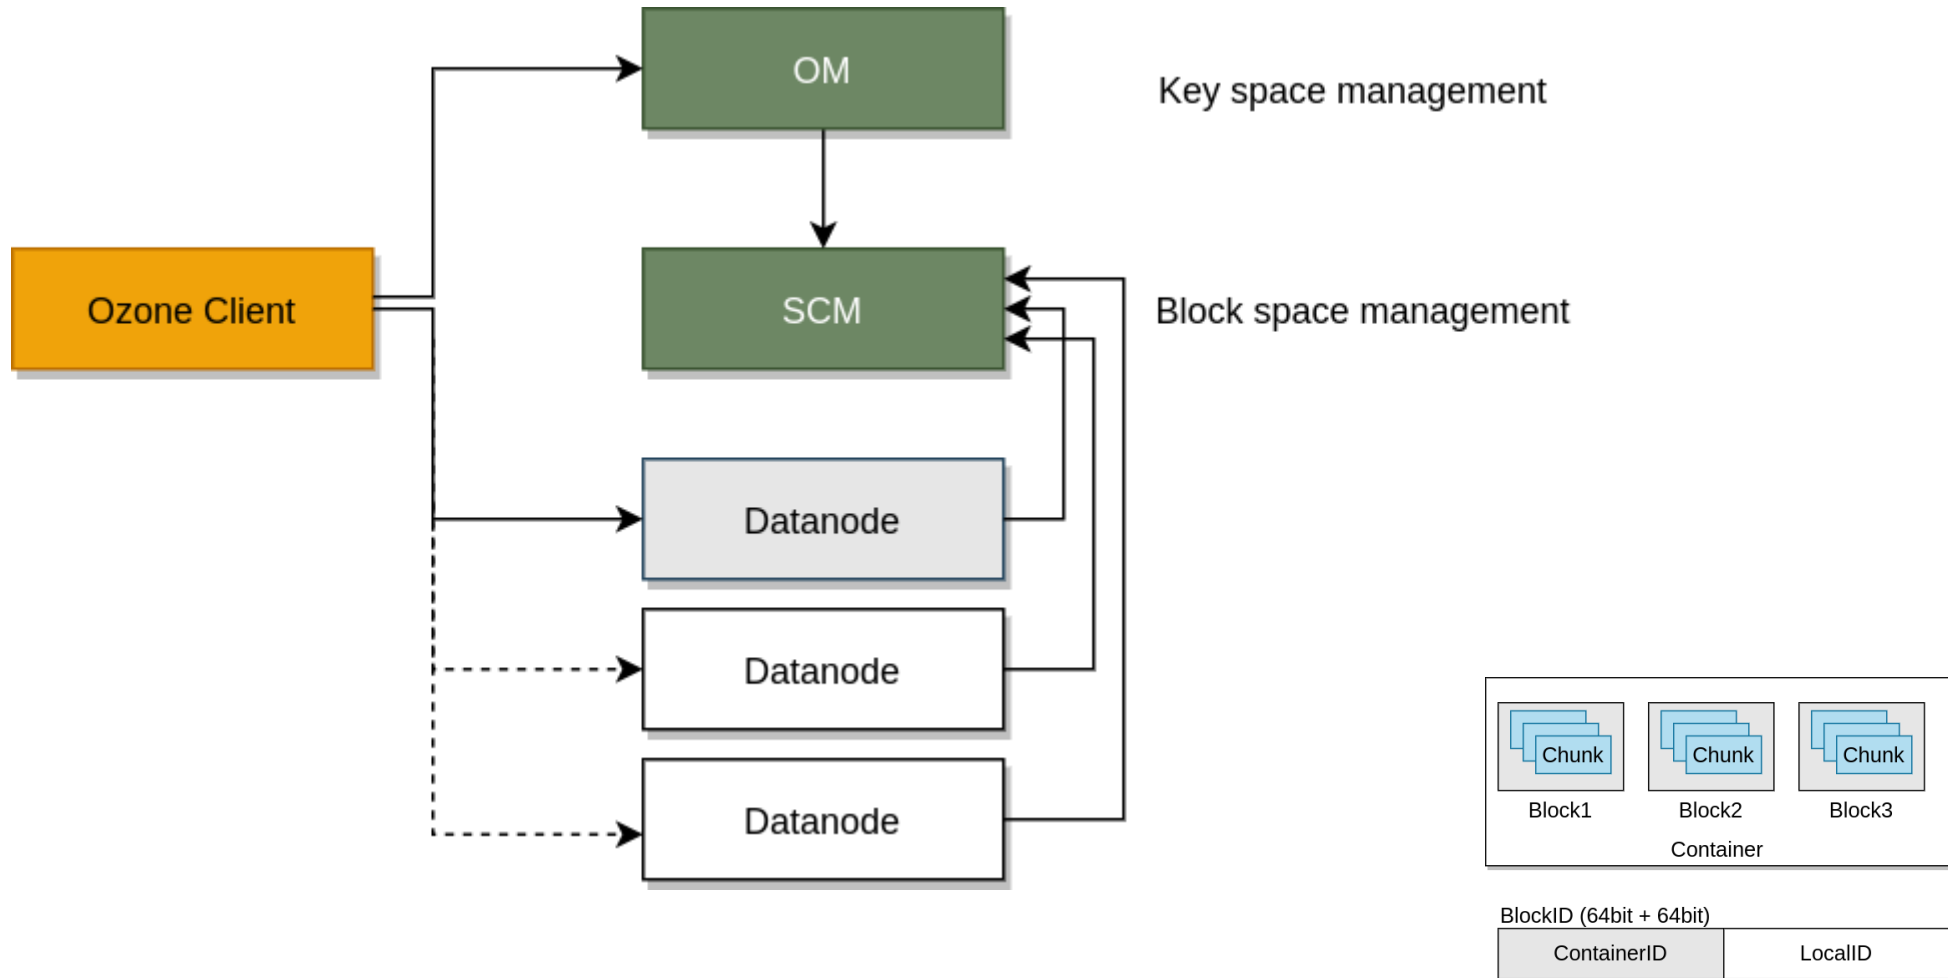 OM
Key space management
Ozone Client
SCM
Block space management
Datanode
Datanode
Datanode
Chunk
Chunk
Chunk
Block1
Block2
Block3
Container
BlockID (64bit + 64bit)
ContainerID
LocalID